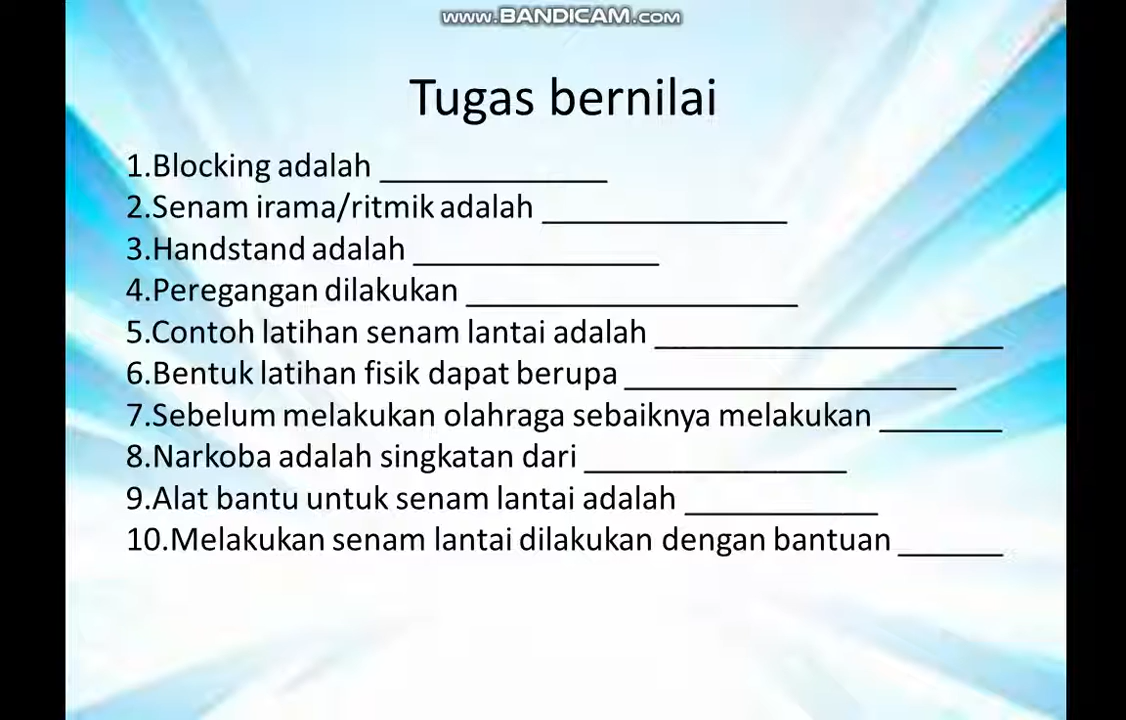 www.BANDICAM.com
Tugas bernilai
1.Blocking adalah ______________
2.Senam irama/ritmik adalah _______________
3.Handstand adalah _______________
4.Peregangan dilakukan ____________________
5.Contoh latihan senam lantai adalah _____________________
6.Bentuk latihan fisik dapat berupa ____________________
7.Sebelum melakukan olahraga sebaiknya melakukan _______
8.Narkoba adalah singkatan dari ________________
9.Alat bantu untuk senam lantai adalah ____________
10.Melakukan senam lantai dilakukan dengan bantuan ______